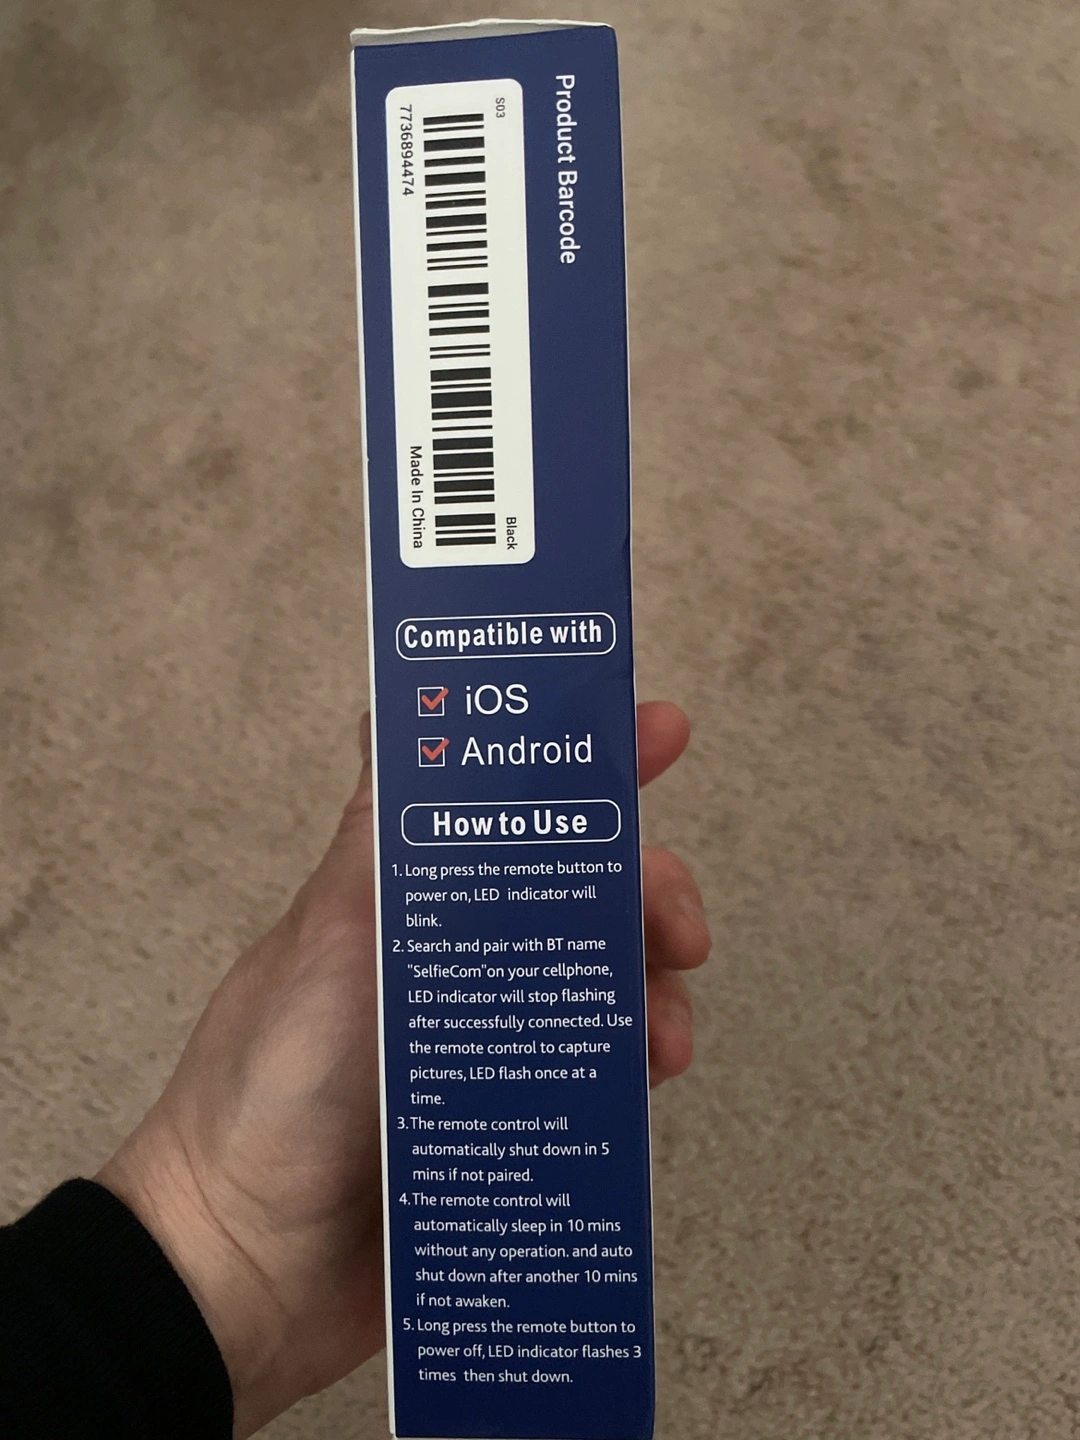 Product Barcode
S03
7736894474
Made In China
Black
Compatible with
iOS
Android
How to Use
1. Long press the remote button to
power on, LED indicator will
blink.
2. Search and pair with BT name
"SelfieCom"on your cellphone,
LED indicator will stop flashing
after successfully connected. Use
the remote control to capture
pictures, LED flash once at a
time.
3.The remote control will
automatically shut down in 5
mins if not paired.
4.The remote control will
automatically sleep in 10 mins
without any operation. and auto
shut down after another 10 mins
if not awaken.
5. Long press the remote button to
power off, LED indicator flashes 3
times then shut down.